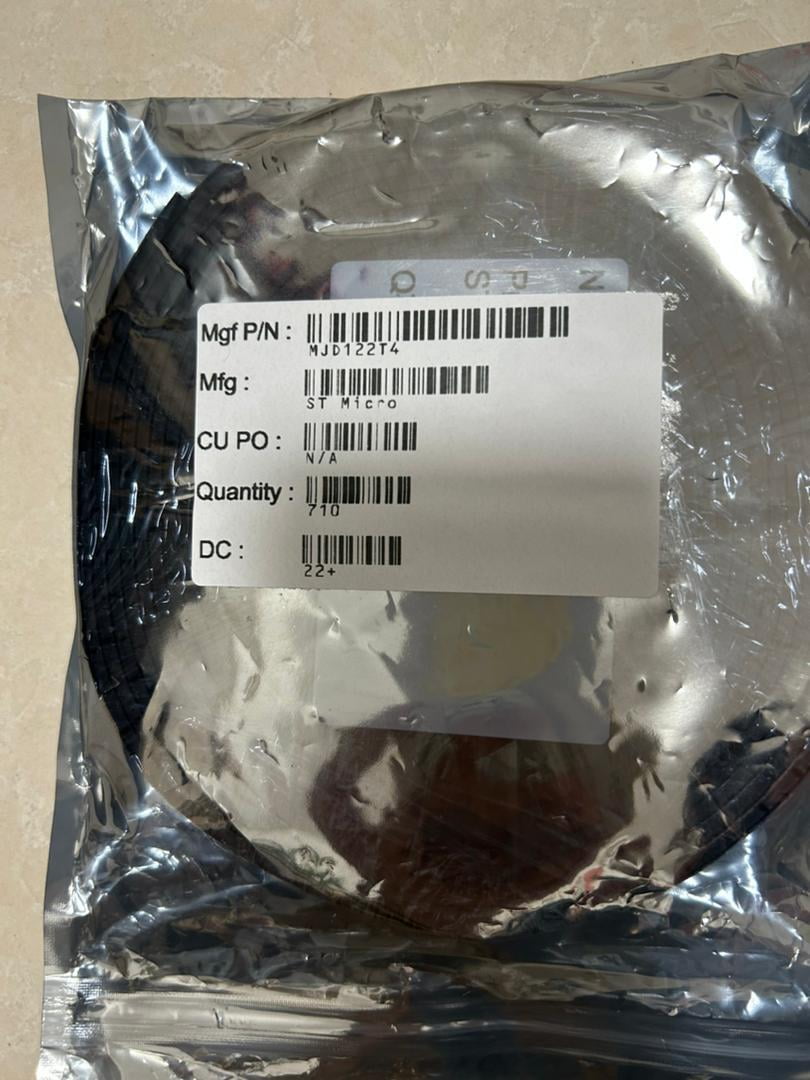 Q S P N
Mgf P/N :
MJD122T4
Mfg :
ST Micro
CU PO :
N/A
Quantity :
710
DC :
22+